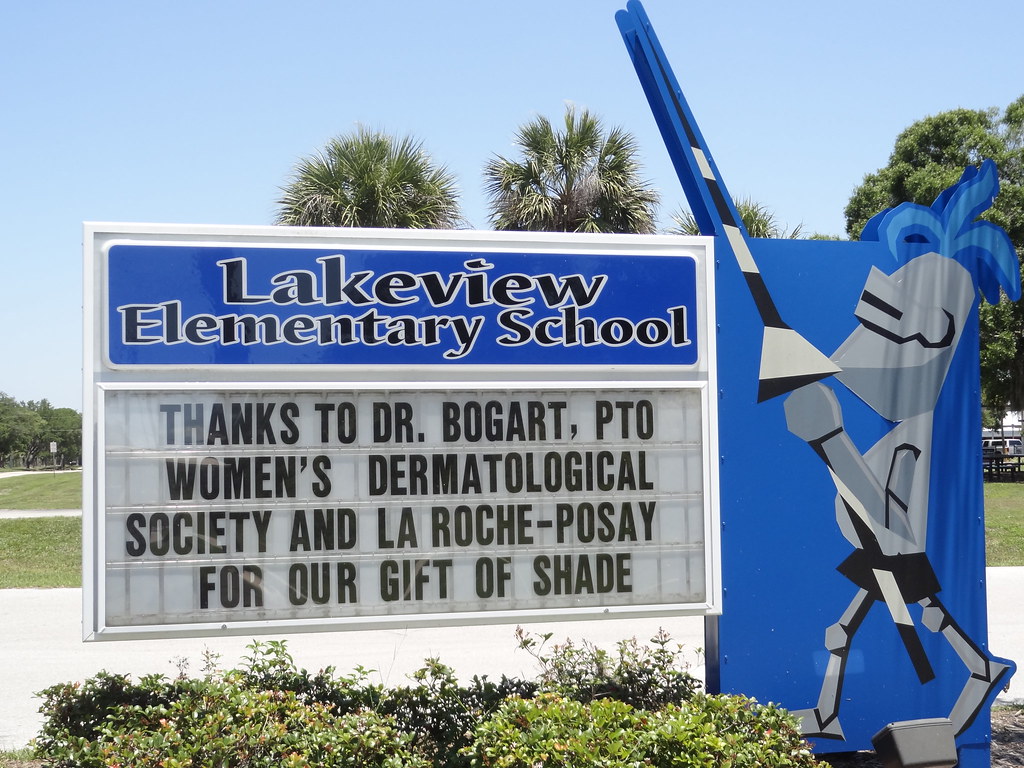 Lakeview
Elementary School
THANKS TO DR. BOGART, PTO
WOMEN'S DERMATOLOGICAL
SOCIETY AND LA ROCHE-POSAY
FOR OUR GIFT OF SHADE